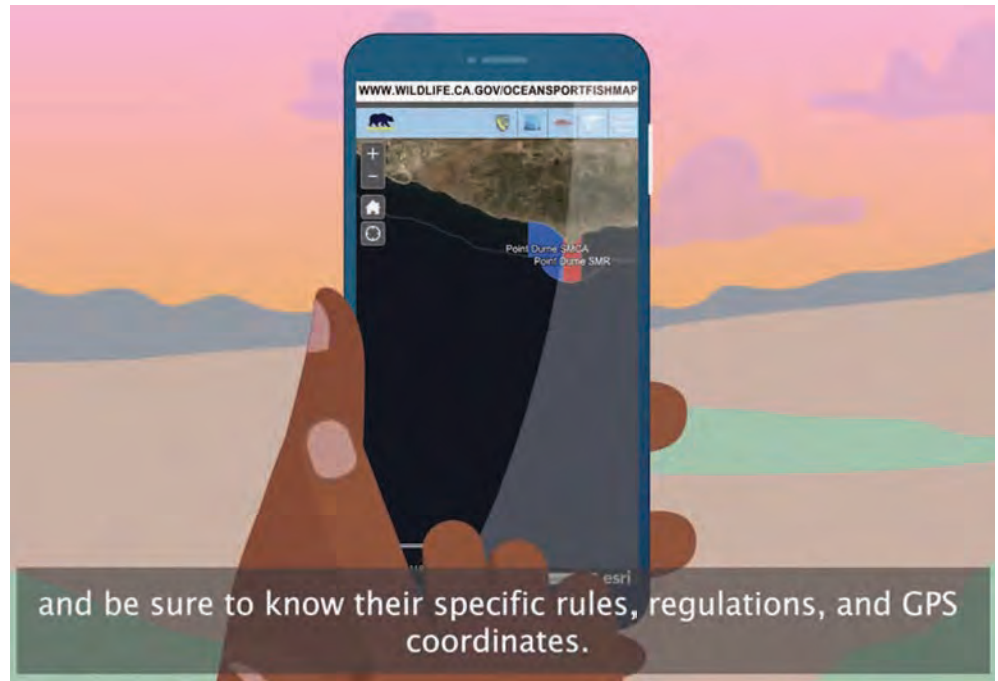 WWW.WILDLIFE.CA.GOV/OCEANSPORTFISHMAP
+
−
Point Dume SMCA
Point Dume SMR
esri
and be sure to know their specific rules, regulations, and GPS
coordinates.